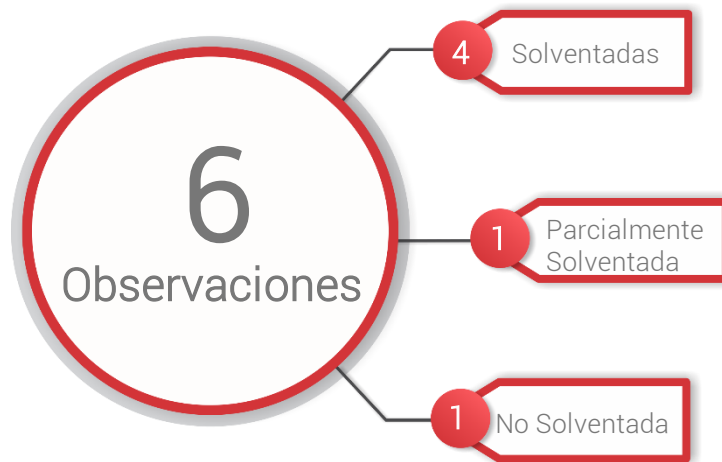 6
Observaciones
4
Solventadas
1
Parcialmente
Solventada
1
No Solventada